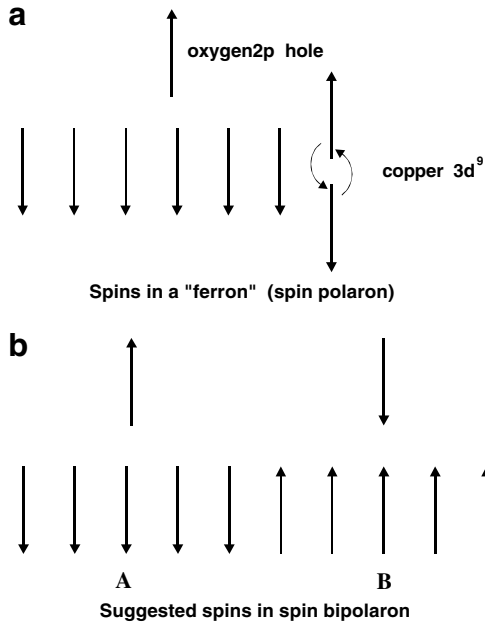 a
oxygen2p hole
copper 3d⁹
Spins in a "ferron" (spin polaron)
b
A B
Suggested spins in spin bipolaron